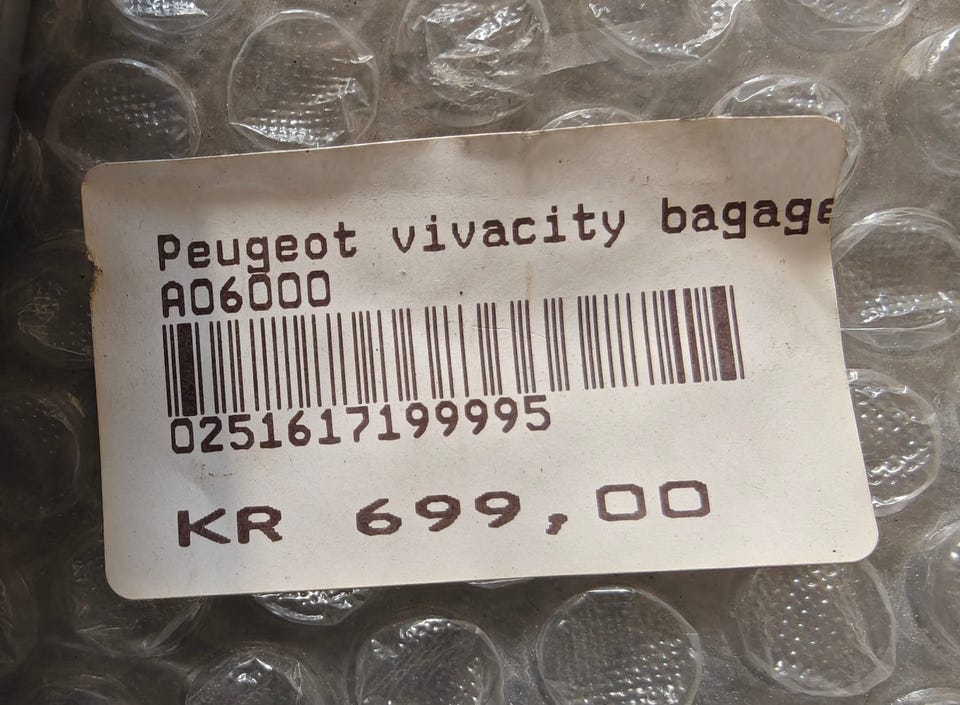 Peugeot vivacity bagage
A06000
0251617199995
KR 699,00